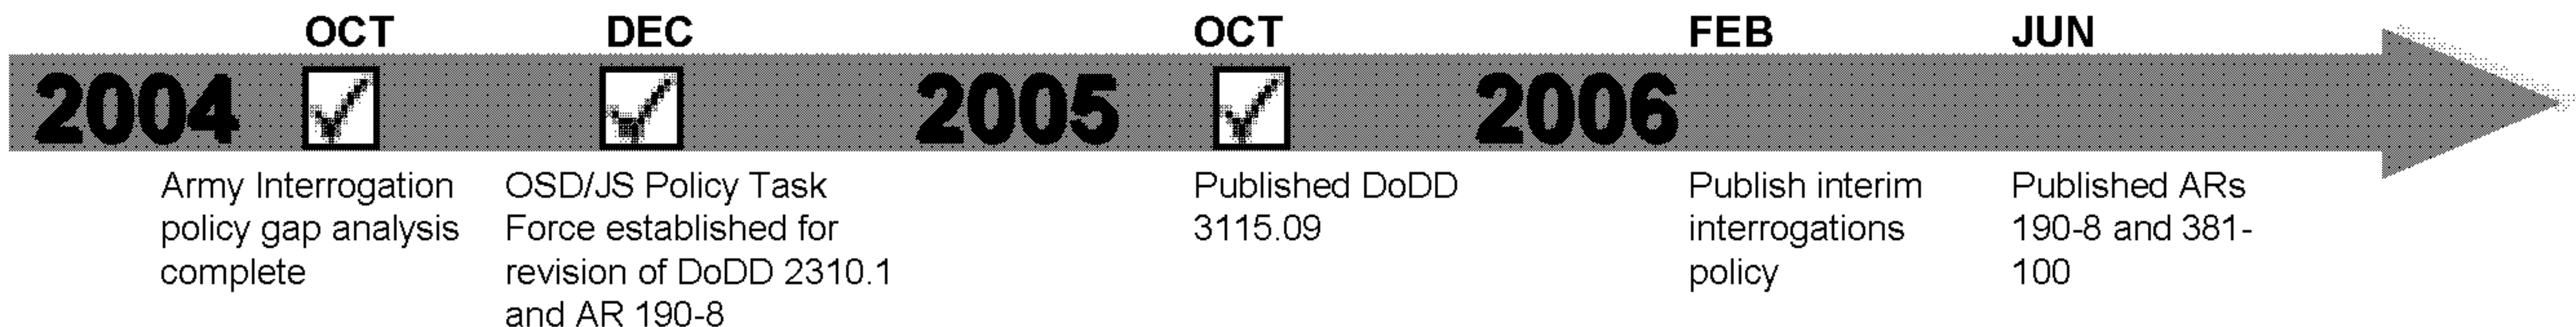 OCT DEC OCT FEB JUN
2004 2005 2006
Army Interrogation
policy gap analysis
complete
OSD/JS Policy Task
Force established for
revision of DoDD 2310.1
and AR 190-8
Published DoDD
3115.09
Publish interim
interrogations
policy
Published ARs
190-8 and 381-
100